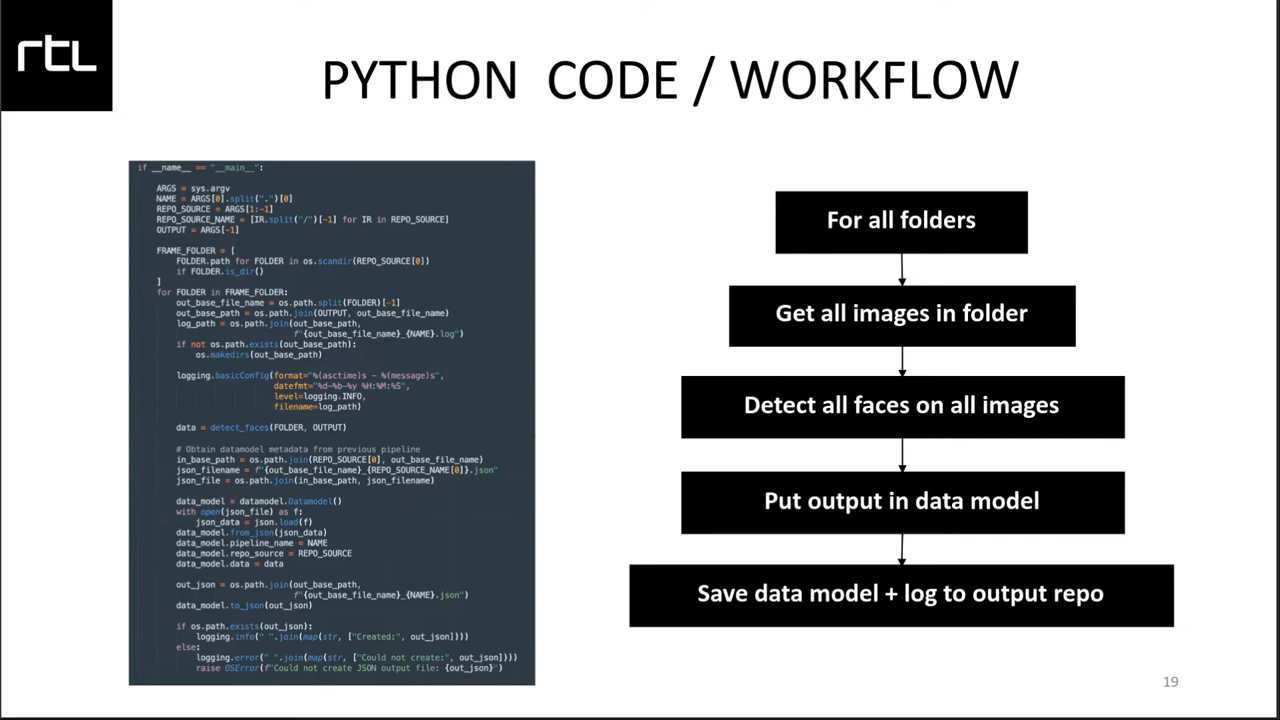 rtl
PYTHON CODE / WORKFLOW
if __name__ == "__main__":
ARGS = sys.argv
NAME = ARGS[0].split(".")[0]
REPO_SOURCE = ARGS[1:-1]
REPO_SOURCE_NAME = [IR.split("/")[-1] for IR in REPO_SOURCE]
OUTPUT = ARGS[-1]
FRAME_FOLDER = [
FOLDER.path for FOLDER in os.scandir(REPO_SOURCE[0])
if FOLDER.is_dir()
]
for FOLDER in FRAME_FOLDER:
out_base_file_name = os.path.split(FOLDER)[-1]
out_base_path = os.path.join(OUTPUT, out_base_file_name)
log_path = os.path.join(out_base_path,
f"{out_base_file_name}_{NAME}.log")
if not os.path.exists(out_base_path):
os.makedirs(out_base_path)
logging.basicConfig(format="%(asctime)s - %(message)s",
datefmt="%d-%b-%y %H:%M:%S",
level=logging.INFO,
filename=log_path)
data = detect_faces(FOLDER, OUTPUT)
# Obtain datamodel metadata from previous pipeline
in_base_path = os.path.join(REPO_SOURCE[0], out_base_file_name)
json_filename = f"{out_base_file_name}_{REPO_SOURCE_NAME[0]}.json"
json_file = os.path.join(in_base_path, json_filename)
data_model = datamodel.Datamodel()
with open(json_file) as f:
json_data = json.load(f)
data_model.from_json(json_data)
data_model.pipeline_name = NAME
data_model.repo_source = REPO_SOURCE
data_model.data = data
out_json = os.path.join(out_base_path,
f"{out_base_file_name}_{NAME}.json")
data_model.to_json(out_json)
if os.path.exists(out_json):
logging.info(" ".join(map(str, ["Created:", out_json])))
else:
logging.error(" ".join(map(str, ["Could not create:", out_json])))
raise OSError(f"Could not create JSON output file: {out_json}")
For all folders
Get all images in folder
Detect all faces on all images
Put output in data model
Save data model + log to output repo
19